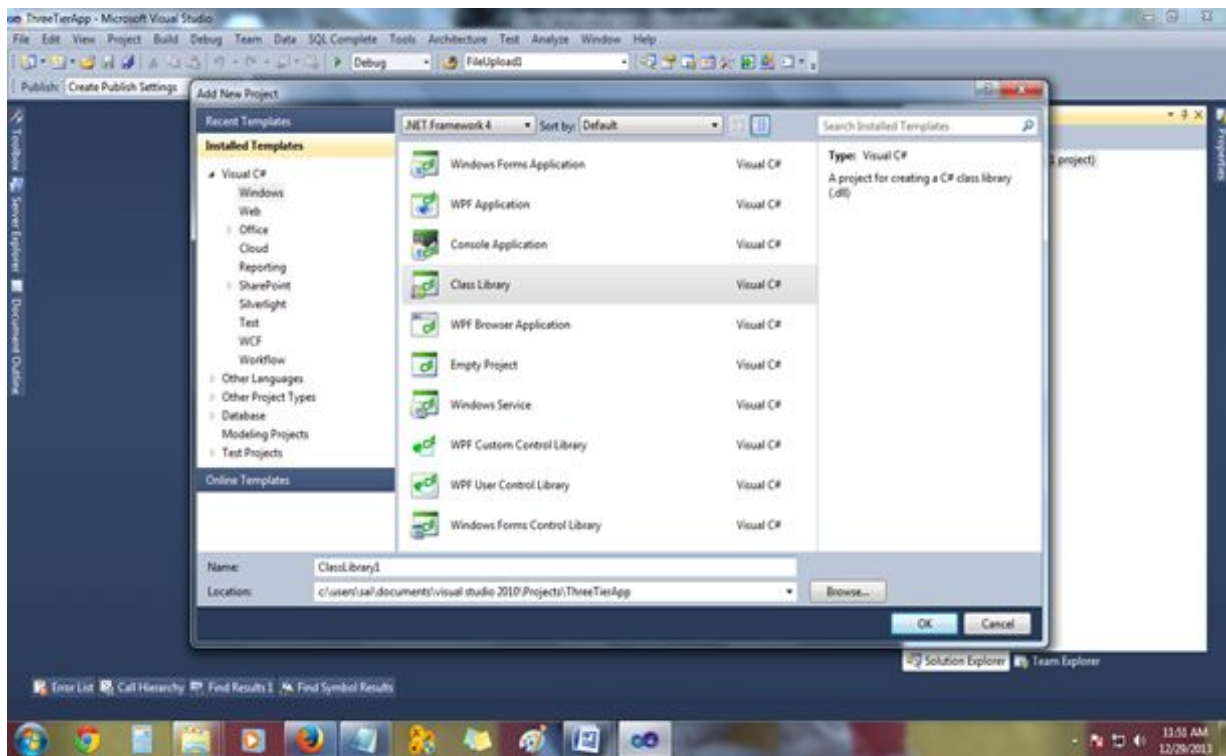 ThreeTierApp - Microsoft Visual Studio
File Edit View Project Build Debug Team Data SQL Complete Tools Architecture Test Analyze Window Help
Debug FileUpload1
Publish: Create Publish Settings
Add New Project
Recent Templates
Installed Templates
Visual C#
Windows
Web
Office
Cloud
Reporting
SharePoint
Silverlight
Test
WCF
Workflow
Other Languages
Other Project Types
Database
Modeling Projects
Test Projects
Online Templates
.NET Framework 4 Sort by: Default
Windows Forms Application Visual C#
WPF Application Visual C#
Console Application Visual C#
Class Library Visual C#
WPF Browser Application Visual C#
Empty Project Visual C#
Windows Service Visual C#
WPF Custom Control Library Visual C#
WPF User Control Library Visual C#
Windows Forms Control Library Visual C#
Search Installed Templates
Type: Visual C#
A project for creating a C# class library
(.dll)
Name: ClassLibrary1
Location: c:\users\sai\documents\visual studio 2010\Projects\ThreeTierApp
Browse...
OK Cancel
Toolbox
Server Explorer
Document Outline
1 project)
Properties
Solution Explorer Team Explorer
Error List Call Hierarchy Find Results 1 Find Symbol Results
11:51 AM
12/29/2013